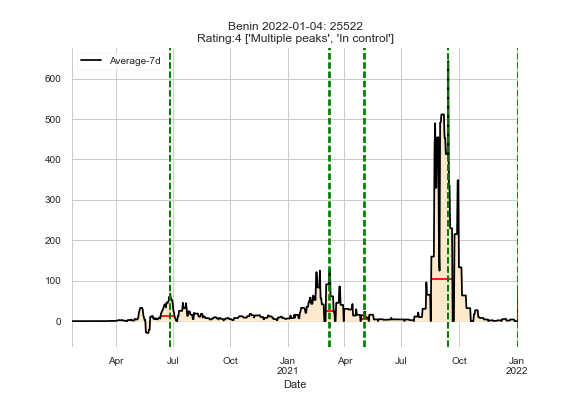 Benin 2022-01-04: 25522
Rating:4 ['Multiple peaks', 'In control']
Average-7d
600
500
400
300
200
100
0
Apr
Jul
Oct
Jan
2021
Apr
Jul
Oct
Jan
2022
Date